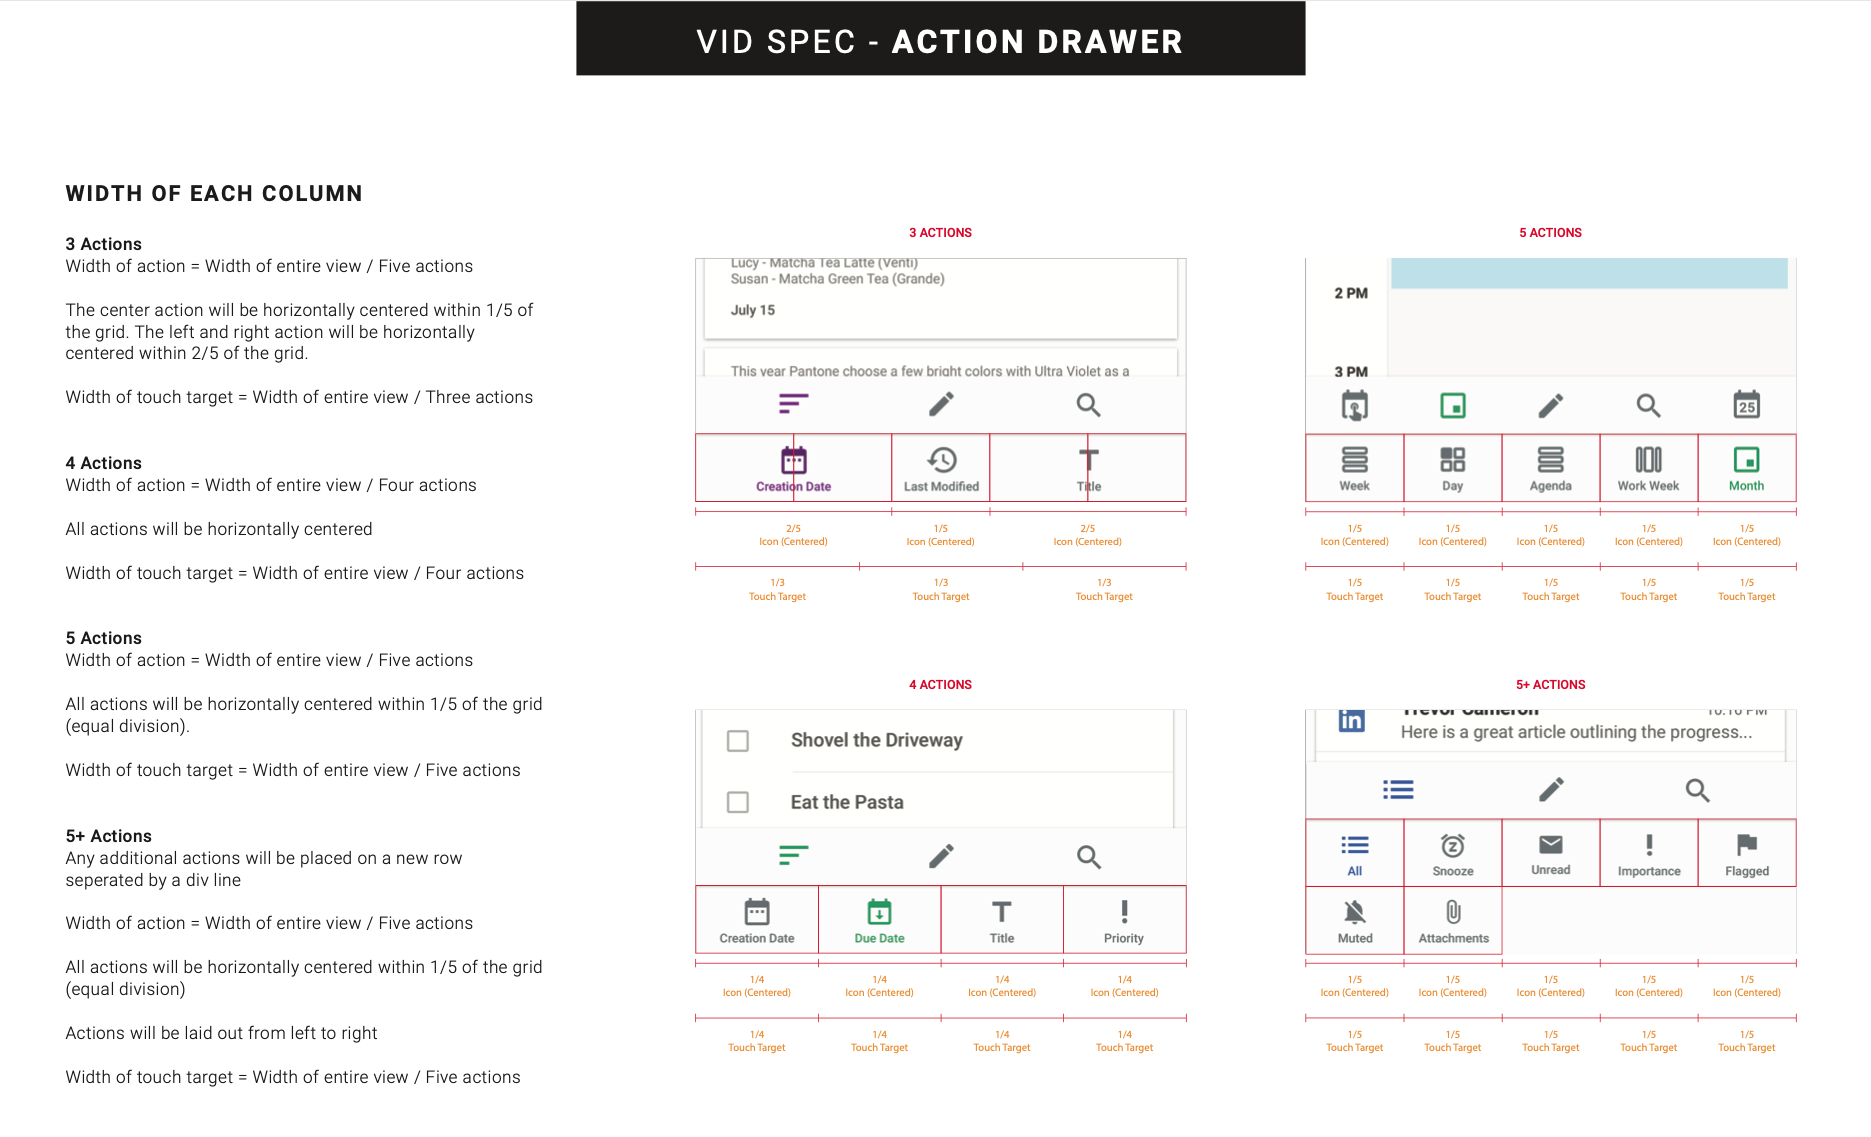 VID SPEC - ACTION DRAWER
WIDTH OF EACH COLUMN
3 Actions
Width of action = Width of entire view / Five actions
The center action will be horizontally centered within 1/5 of
the grid. The left and right action will be horizontally
centered within 2/5 of the grid.
Width of touch target = Width of entire view / Three actions
4 Actions
Width of action = Width of entire view / Four actions
All actions will be horizontally centered
Width of touch target = Width of entire view / Four actions
5 Actions
Width of action = Width of entire view / Five actions
All actions will be horizontally centered within 1/5 of the grid
(equal division).
Width of touch target = Width of entire view / Five actions
5+ Actions
Any additional actions will be placed on a new row
seperated by a div line
Width of action = Width of entire view / Five actions
All actions will be horizontally centered within 1/5 of the grid
(equal division)
Actions will be laid out from left to right
Width of touch target = Width of entire view / Five actions
3 ACTIONS
Lucy - Matcha Tea Latte (Venti)
Susan - Matcha Green Tea (Grande)
July 15
This year Pantone choose a few bright colors with Ultra Violet as a
Creation Date Last Modified Title
2/5 1/5 2/5
Icon (Centered) Icon (Centered) Icon (Centered)
1/3 1/3 1/3
Touch Target Touch Target Touch Target
5 ACTIONS
2 PM
3 PM
25
Week Day Agenda Work Week Month
1/5 1/5 1/5 1/5 1/5
Icon (Centered) Icon (Centered) Icon (Centered) Icon (Centered) Icon (Centered)
1/5 1/5 1/5 1/5 1/5
Touch Target Touch Target Touch Target Touch Target Touch Target
4 ACTIONS
Shovel the Driveway
Eat the Pasta
Creation Date Due Date Title Priority
1/4 1/4 1/4 1/4
Icon (Centered) Icon (Centered) Icon (Centered) Icon (Centered)
1/4 1/4 1/4 1/4
Touch Target Touch Target Touch Target Touch Target
5+ ACTIONS
in Trevor Cameron 10:10 PM
Here is a great article outlining the progress...
All Snooze Unread Importance Flagged
Muted Attachments
1/5 1/5 1/5 1/5 1/5
Icon (Centered) Icon (Centered) Icon (Centered) Icon (Centered) Icon (Centered)
1/5 1/5 1/5 1/5 1/5
Touch Target Touch Target Touch Target Touch Target Touch Target